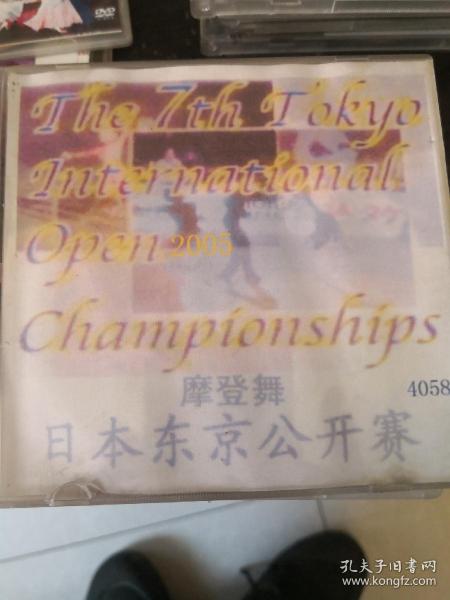 DVD
The 7th Tokyo
International
Open 2005
Championships
摩登舞
4058
日本东京公开赛
孔夫子旧书网
www.kongfz.com